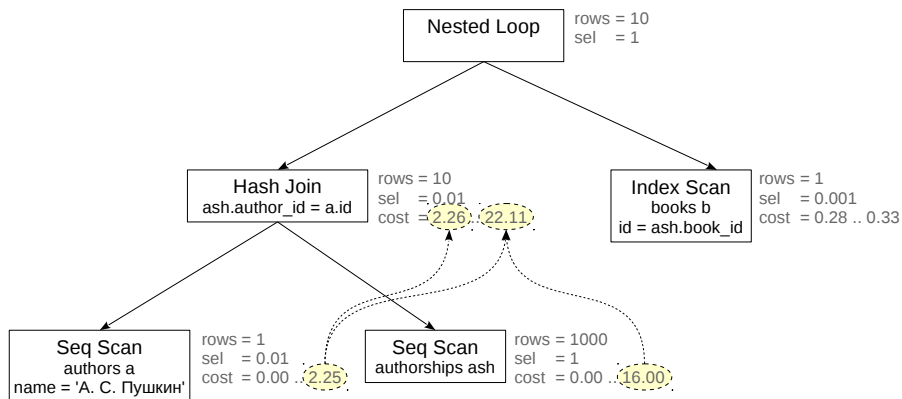 Nested Loop
rows = 10
sel = 1
Hash Join
ash.author_id = a.id
rows = 10
sel = 0.01
cost = 2.26 .. 22.11
Index Scan
books b
id = ash.book_id
rows = 1
sel = 0.001
cost = 0.28 .. 0.33
Seq Scan
authors a
name = 'А. С. Пушкин'
rows = 1
sel = 0.01
cost = 0.00 .. 2.25
Seq Scan
authorships ash
rows = 1000
sel = 1
cost = 0.00 .. 16.00